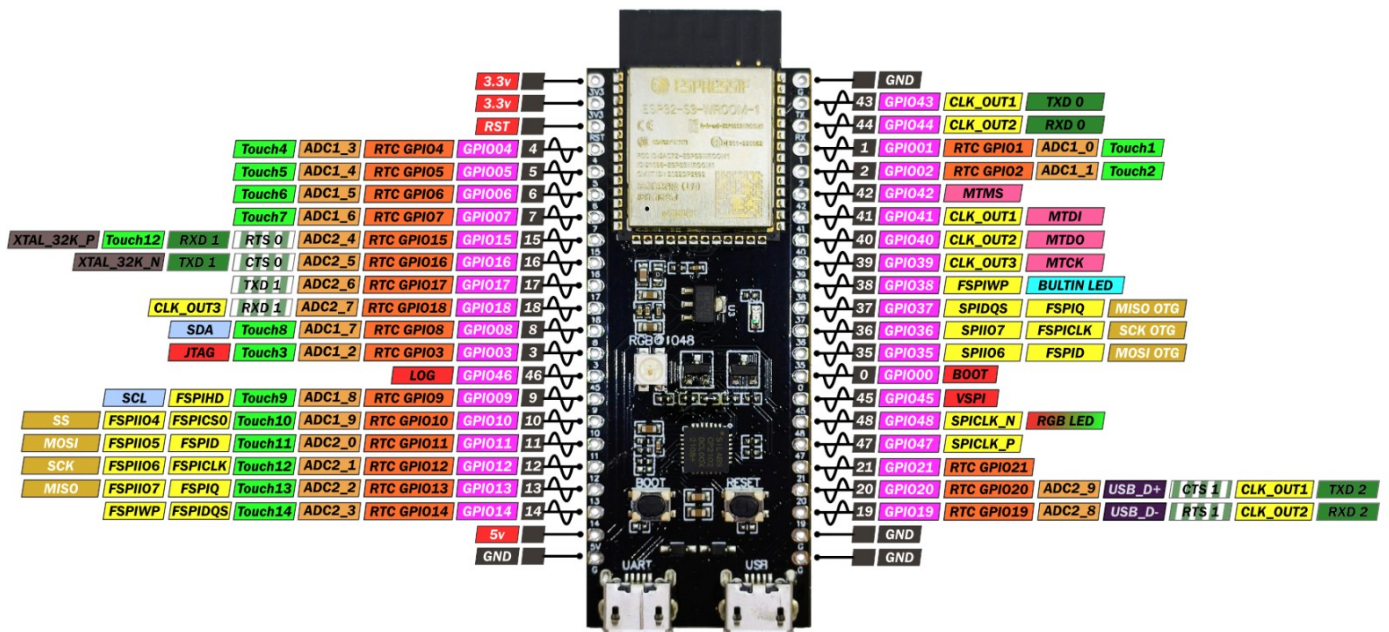 ESPRESSIF
ESP32-S3-WROOM-1
3.3v
GND
3.3v
43 GPIO43 CLK_OUT1 TXD 0
RST
44 GPIO44 CLK_OUT2 RXD 0
Touch4 ADC1_3 RTC GPIO4 GPIO04 4
1 GPIO01 RTC GPIO1 ADC1_0 Touch1
Touch5 ADC1_4 RTC GPIO5 GPIO05 5
2 GPIO02 RTC GPIO2 ADC1_1 Touch2
Touch6 ADC1_5 RTC GPIO6 GPIO06 6
42 GPIO42 MTMS
Touch7 ADC1_6 RTC GPIO7 GPIO07 7
41 GPIO41 CLK_OUT1 MTDI
XTAL_32K_P Touch12 RXD 1 RTS 0 ADC2_4 RTC GPIO15 GPIO15 15
40 GPIO40 CLK_OUT2 MTDO
XTAL_32K_N TXD 1 CTS 0 ADC2_5 RTC GPIO16 GPIO16 16
39 GPIO39 CLK_OUT3 MTCK
TXD 1 ADC2_6 RTC GPIO17 GPIO17 17
38 GPIO38 FSPIWP BULTIN LED
CLK_OUT3 RXD 1 ADC2_7 RTC GPIO18 GPIO18 18
37 GPIO37 SPIDQS FSPIQ MISO OTG
SDA Touch8 ADC1_7 RTC GPIO8 GPIO08 8
36 GPIO36 SPIIO7 FSPICLK SCK OTG
JTAG Touch3 ADC1_2 RTC GPIO3 GPIO03 3
35 GPIO35 SPIIO6 FSPID MOSI OTG
LOG GPIO46 46
0 GPIO00 BOOT
SCL FSPIHD Touch9 ADC1_8 RTC GPIO9 GPIO09 9
45 GPIO45 VSPI
SS FSPIIO4 FSPICS0 Touch10 ADC1_9 RTC GPIO10 GPIO10 10
48 GPIO48 SPICLK_N RGB LED
MOSI FSPIIO5 FSPID Touch11 ADC2_0 RTC GPIO11 GPIO11 11
47 GPIO47 SPICLK_P
SCK FSPIIO6 FSPICLK Touch12 ADC2_1 RTC GPIO12 GPIO12 12
21 GPIO21 RTC GPIO21
MISO FSPIIO7 FSPIQ Touch13 ADC2_2 RTC GPIO13 GPIO13 13
20 GPIO20 RTC GPIO20 ADC2_9 USB_D+ CTS 1 CLK_OUT1 TXD 2
FSPIWP FSPIDQS Touch14 ADC2_3 RTC GPIO14 GPIO14 14
19 GPIO19 RTC GPIO19 ADC2_8 USB_D- RTS 1 CLK_OUT2 RXD 2
5v
GND
GND
GND
RGB@IO48
BOOT RESET
UART USB